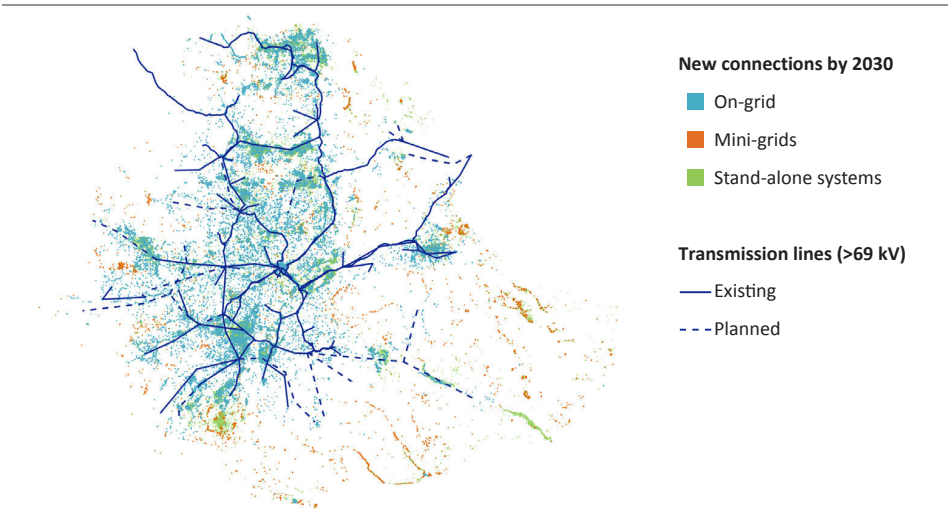 New connections by 2030
On-grid
Mini-grids
Stand-alone systems
Transmission lines (>69 kV)
Existing
Planned